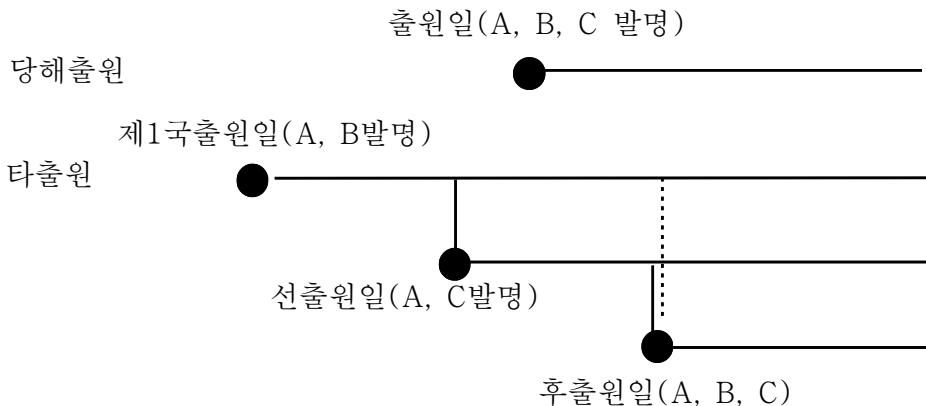 출원일(A, B, C 발명)
당해출원
제1국출원일(A, B발명)
타출원
선출원일(A, C발명)
후출원일(A, B, C)